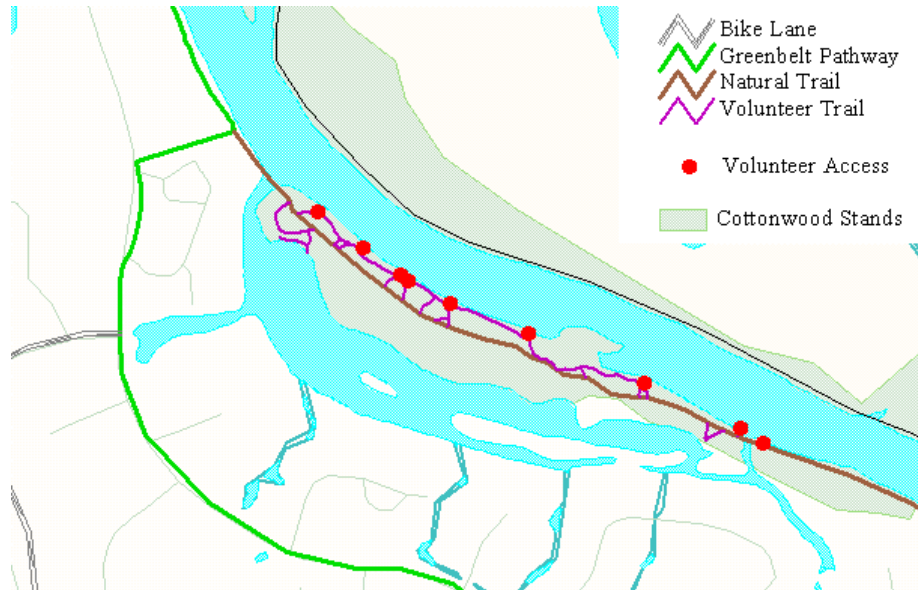 Bike Lane
Greenbelt Pathway
Natural Trail
Volunteer Trail
Volunteer Access
Cottonwood Stands